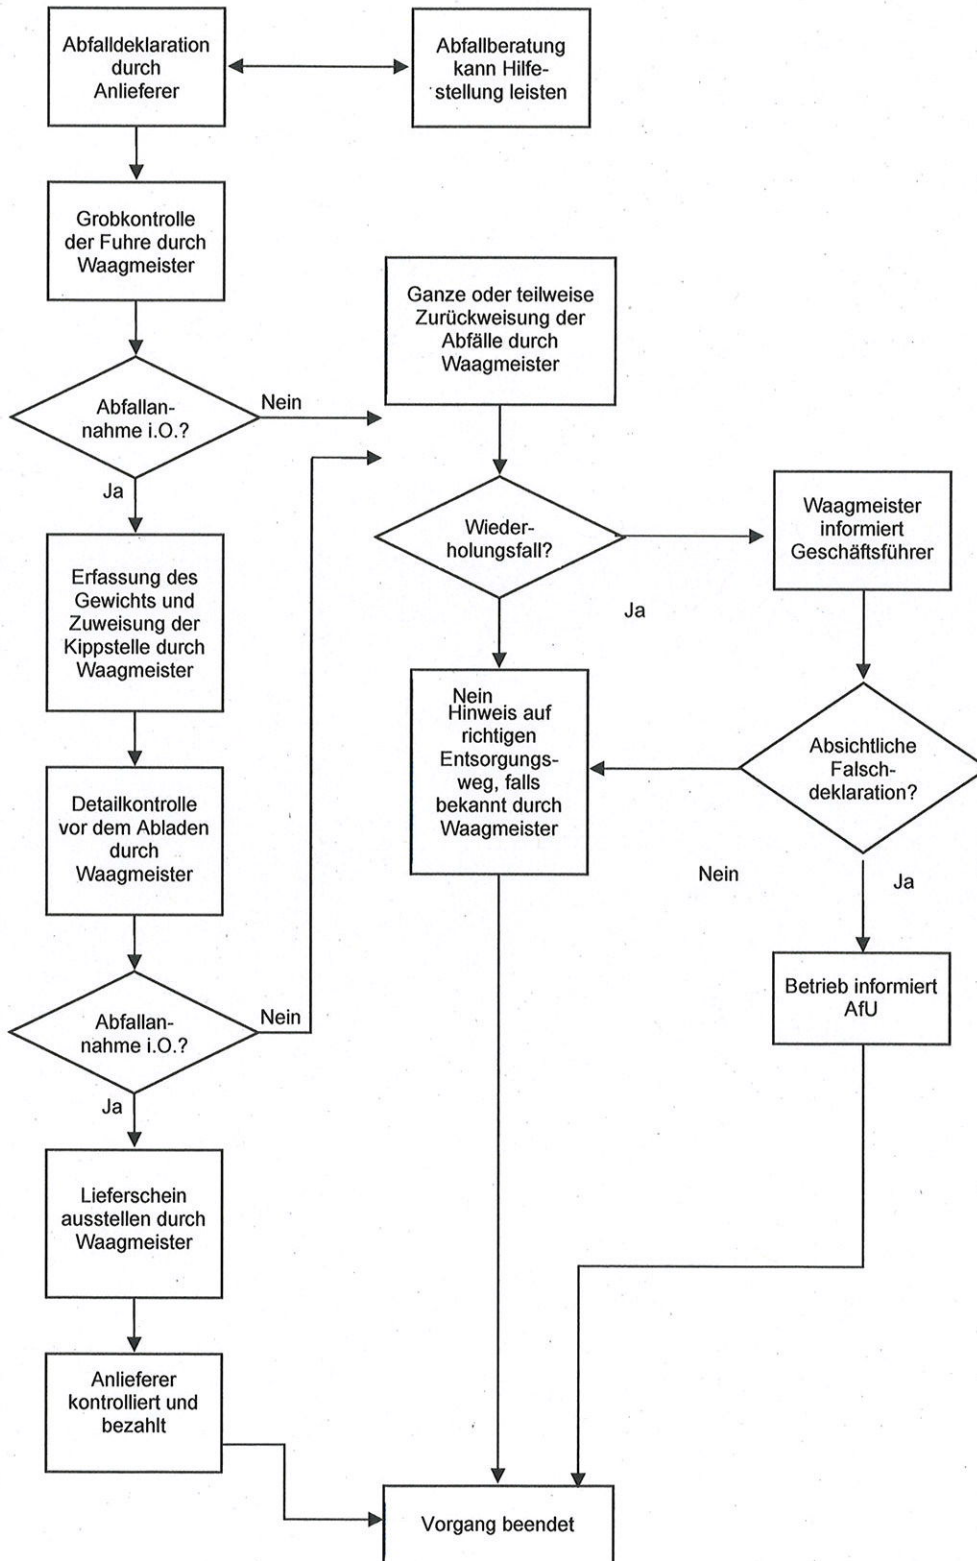 Abfalldeklaration
durch
Anlieferer
Abfallberatung
kann Hilfe-
stellung leisten
Grobkontrolle
der Fuhre durch
Waagmeister
Ganze oder teilweise
Zurückweisung der
Abfälle durch
Waagmeister
Abfallan-
nahme i.O.?
Nein
Ja
Wieder-
holungsfall?
Ja
Waagmeister
informiert
Geschäftsführer
Erfassung des
Gewichts und
Zuweisung der
Kippstelle durch
Waagmeister
Nein
Hinweis auf
richtigen
Entsorgungs-
weg, falls
bekannt durch
Waagmeister
Absichtliche
Falsch-
deklaration?
Nein
Ja
Detailkontrolle
vor dem Abladen
durch
Waagmeister
Betrieb informiert
AfU
Abfallan-
nahme i.O.?
Nein
Ja
Lieferschein
ausstellen durch
Waagmeister
Anlieferer
kontrolliert und
bezahlt
Vorgang beendet